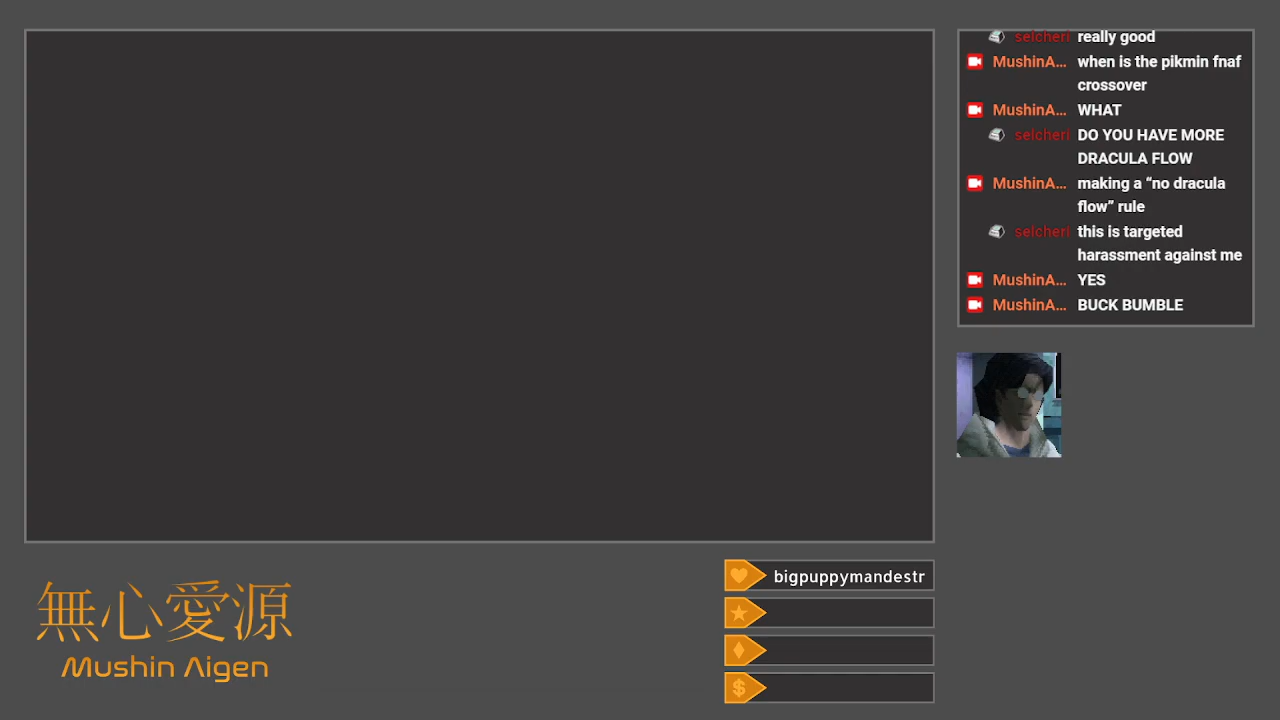 selcheri really good
MushinA... when is the pikmin fnaf
crossover
MushinA... WHAT
selcheri DO YOU HAVE MORE
DRACULA FLOW
MushinA... making a “no dracula
flow” rule
selcheri this is targeted
harassment against me
MushinA... YES
MushinA... BUCK BUMBLE
bigpuppymandestr
$
無心愛源
Mushin Aigen